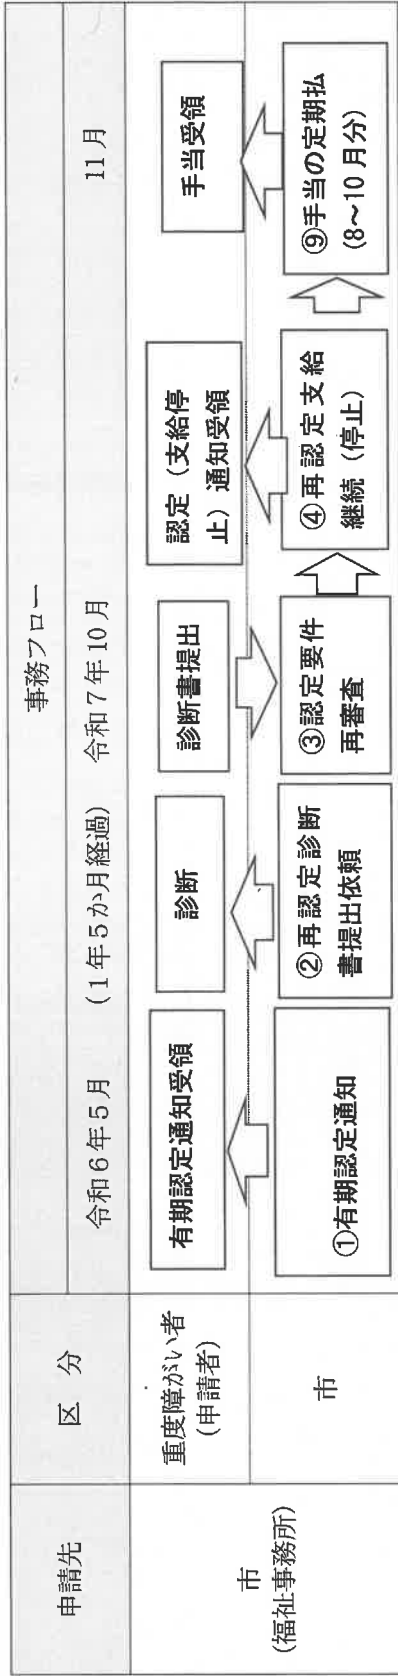 申請先
区　分
事務フロー
令和6年5月　（1年5か月経過）　令和7年10月
11月
市
（福祉事務所）
重度障がい者
（申請者）
有期認定通知受領
診断
診断書提出
認定（支給停
止）通知受領
手当受領
市
①有期認定通知
②再認定診断
書提出依頼
③認定要件
再審査
④再認定支給
継続（停止）
⑨手当の定期払
（8～10月分）